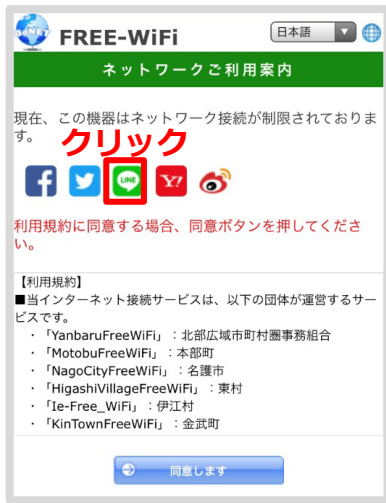 FREE-WiFi
日本語
ネットワークご利用案内
現在、この機器はネットワーク接続が制限されておりま
す。
クリック
f
LINE
Y!
利用規約に同意する場合、同意ボタンを押してくださ
い。
【利用規約】
■当インターネット接続サービスは、以下の団体が運営するサー
ビスです。
・「YanbaruFreeWiFi」：北部広域市町村圏事務組合
・「MotobuFreeWiFi」：本部町
・「NagoCityFreeWiFi」：名護市
・「HigashiVillageFreeWiFi」：東村
・「Ie-Free_WiFi」：伊江村
・「KinTownFreeWiFi」：金武町
同意します